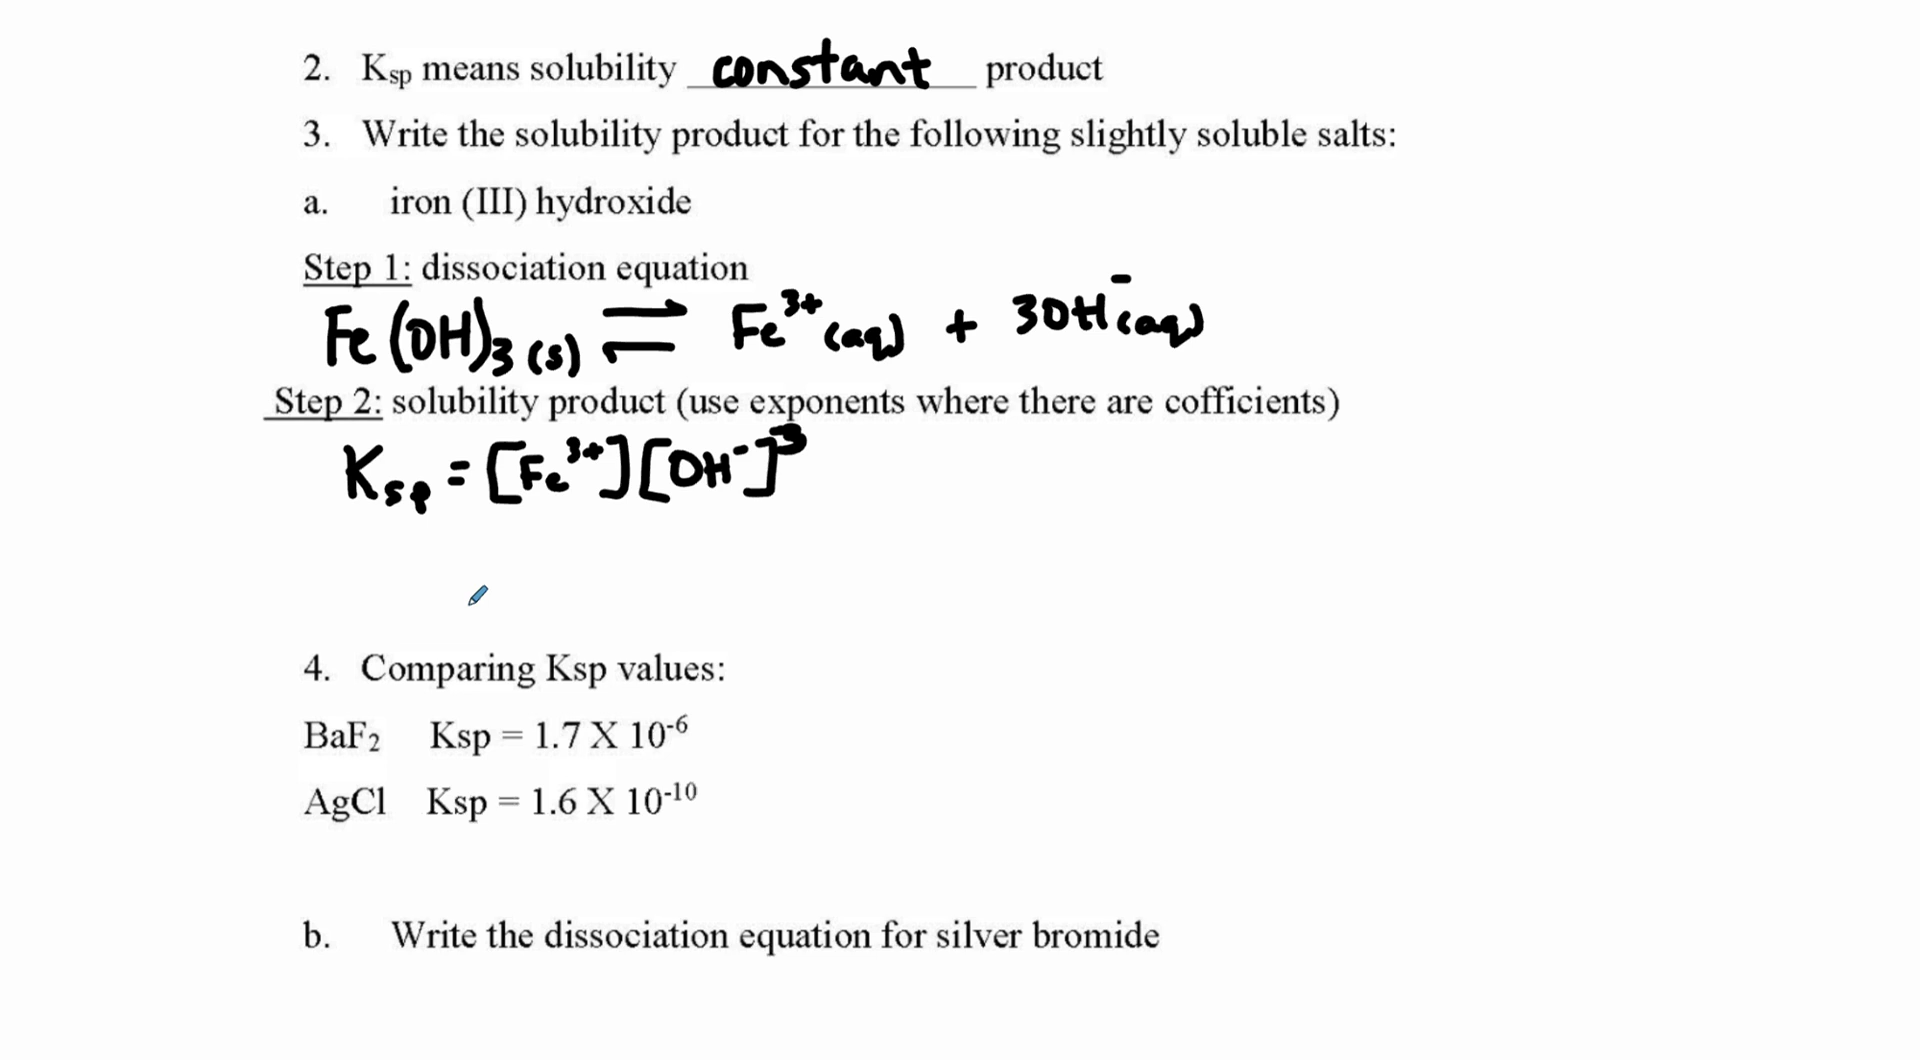 2. Ksp means solubility constant product
3. Write the solubility product for the following slightly soluble salts:
a. iron (III) hydroxide
Step 1: dissociation equation
Fe(OH)₃(s) ⇌ Fe³⁺(aq) + 3OH⁻(aq)
Step 2: solubility product (use exponents where there are cofficients)
Ksp = [Fe³⁺][OH⁻]³
4. Comparing Ksp values:
BaF₂ Ksp = 1.7 X 10⁻⁶
AgCl Ksp = 1.6 X 10⁻¹⁰
b. Write the dissociation equation for silver bromide